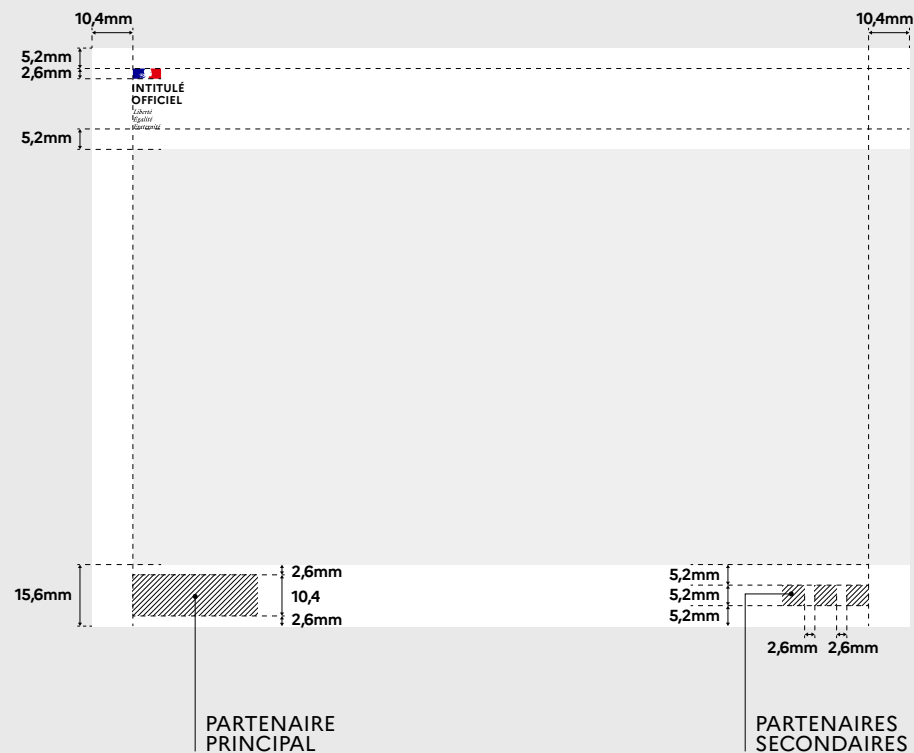 10,4mm
10,4mm
5,2mm
2,6mm
INTITULÉ
OFFICIEL
Liberté
Égalité
Fraternité
5,2mm
15,6mm
2,6mm
10,4
2,6mm
5,2mm
5,2mm
5,2mm
2,6mm 2,6mm
PARTENAIRE
PRINCIPAL
PARTENAIRES
SECONDAIRES